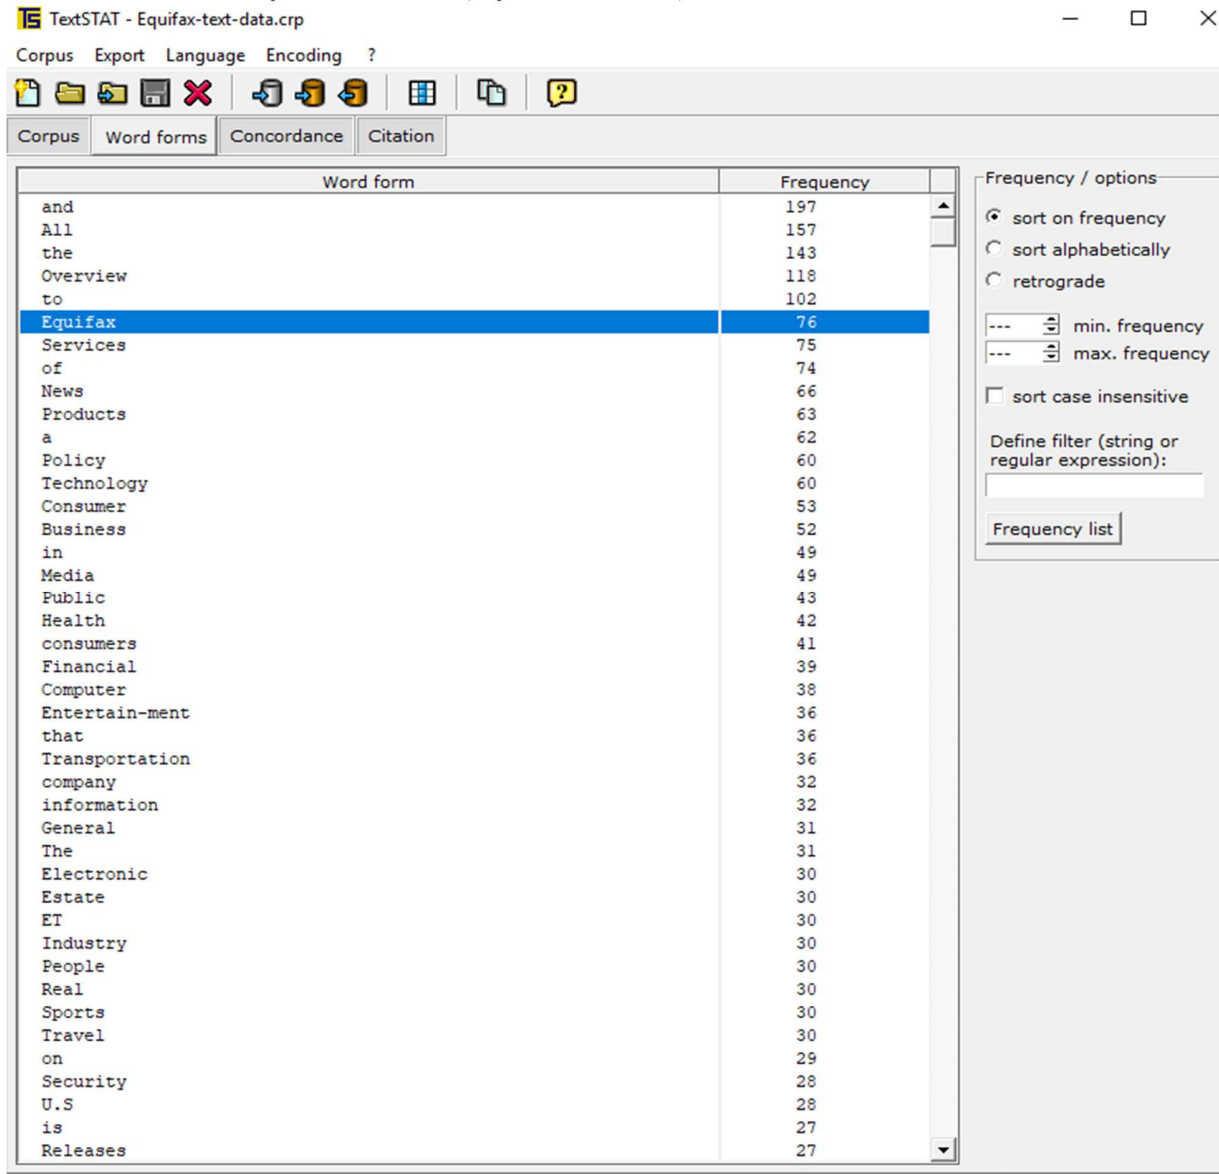 TextSTAT - Equifax-text-data.crp
Corpus Export Language Encoding ?
Corpus Word forms Concordance Citation
Word form Frequency
and 197
All 157
the 143
Overview 118
to 102
Equifax 76
Services 75
of 74
News 66
Products 63
a 62
Policy 60
Technology 60
Consumer 53
Business 52
in 49
Media 49
Public 43
Health 42
consumers 41
Financial 39
Computer 38
Entertain-ment 36
that 36
Transportation 36
company 32
information 32
General 31
The 31
Electronic 30
Estate 30
ET 30
Industry 30
People 30
Real 30
Sports 30
Travel 30
on 29
Security 28
U.S 28
is 27
Releases 27
Frequency / options
sort on frequency
sort alphabetically
retrograde
--- min. frequency
--- max. frequency
sort case insensitive
Define filter (string or
regular expression):
Frequency list